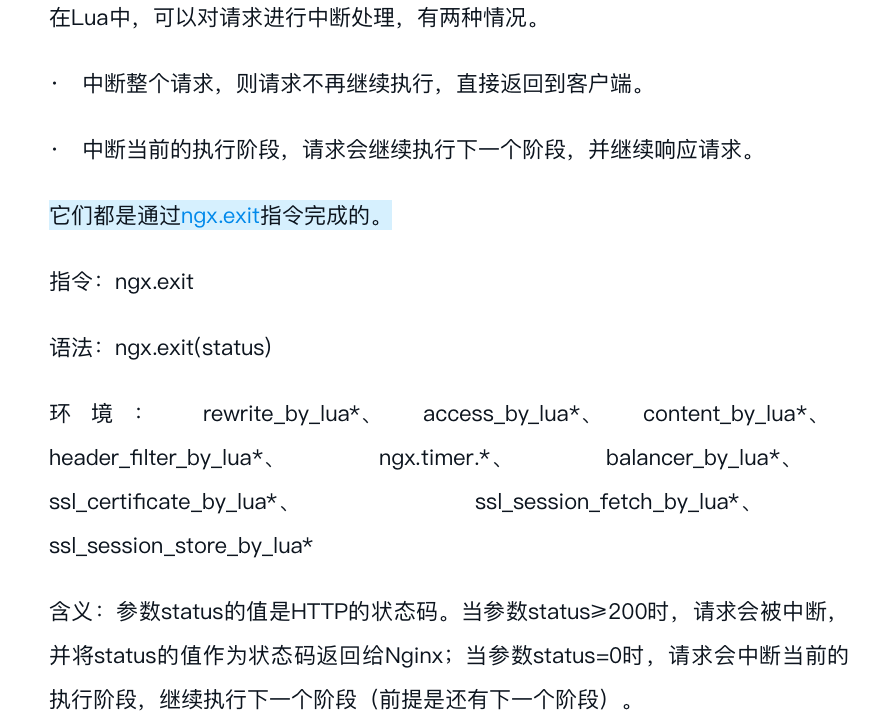 在Lua中，可以对请求进行中断处理，有两种情况。
· 中断整个请求，则请求不再继续执行，直接返回到客户端。
· 中断当前的执行阶段，请求会继续执行下一个阶段，并继续响应请求。
它们都是通过ngx.exit指令完成的。
指令：ngx.exit
语法：ngx.exit(status)
环境： rewrite_by_lua*、 access_by_lua*、 content_by_lua*、
header_filter_by_lua*、 ngx.timer.*、 balancer_by_lua*、
ssl_certificate_by_lua*、 ssl_session_fetch_by_lua*、
ssl_session_store_by_lua*
含义：参数status的值是HTTP的状态码。当参数status≥200时，请求会被中断，
并将status的值作为状态码返回给Nginx；当参数status=0时，请求会中断当前的
执行阶段，继续执行下一个阶段（前提是还有下一个阶段）。